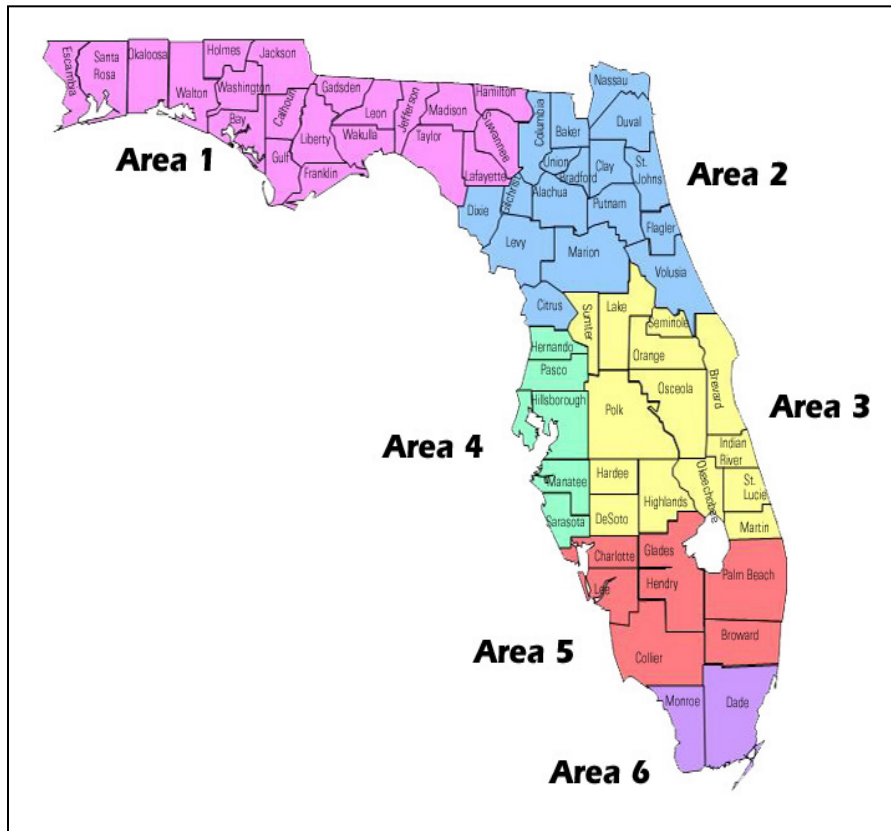 Escambia
Santa
Rosa
Okaloosa
Walton
Holmes
Washington
Jackson
Bay
Calhoun
Gulf
Liberty
Franklin
Gadsden
Leon
Wakulla
Jefferson
Madison
Taylor
Hamilton
Suwannee
Lafayette
Area 1
Nassau
Duval
Columbia
Baker
Union
Bradford
Clay
St.
Johns
Gilchrist
Alachua
Putnam
Dixie
Levy
Marion
Flagler
Volusia
Citrus
Area 2
Sumter
Lake
Seminole
Orange
Brevard
Osceola
Polk
Indian
River
Okeechobee
St.
Lucie
Hardee
Highlands
DeSoto
Martin
Area 3
Hernando
Pasco
Hillsborough
Manatee
Sarasota
Area 4
Charlotte
Glades
Lee
Hendry
Palm Beach
Broward
Collier
Area 5
Monroe
Dade
Area 6